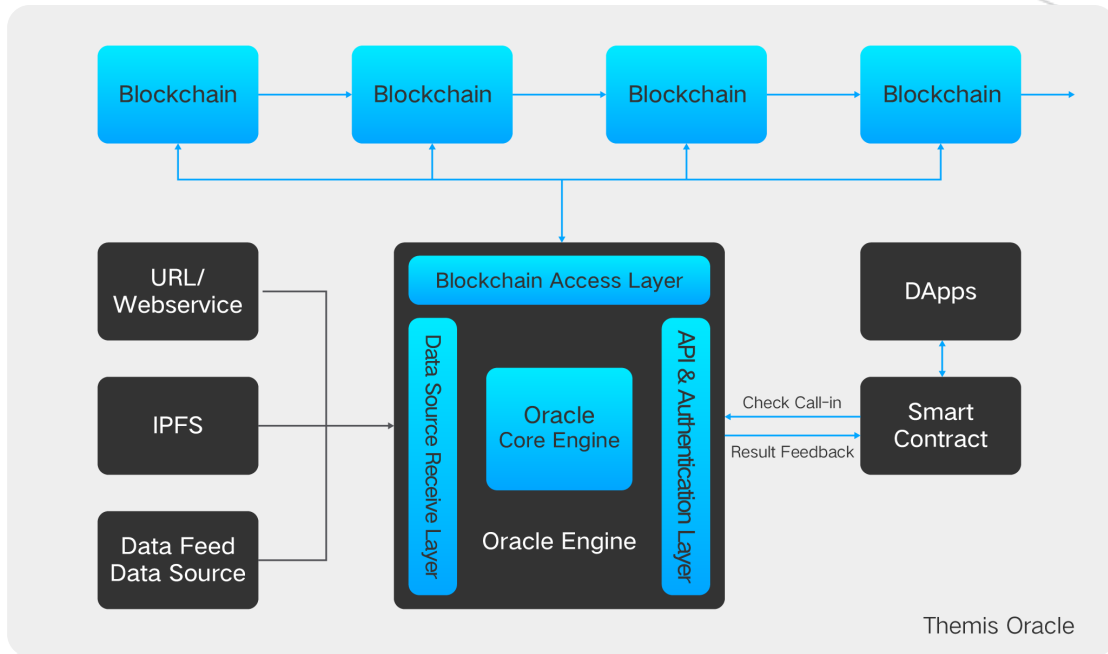 Blockchain
Blockchain
Blockchain
Blockchain
URL/
Webservice
IPFS
Data Feed
Data Source
Blockchain Access Layer
Data Source Receive Layer
Oracle
Core Engine
Oracle Engine
API & Authentication Layer
Check Call-in
Result Feedback
DApps
Smart
Contract
Themis Oracle